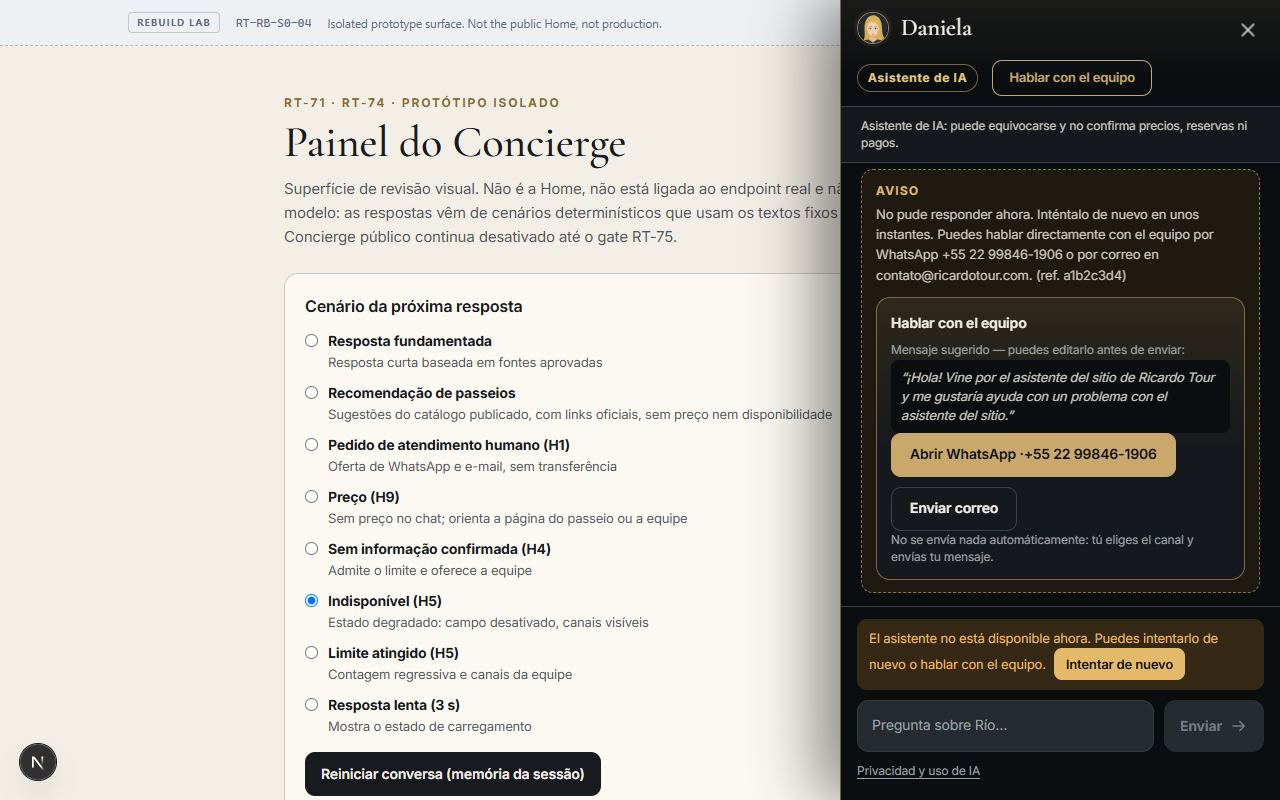 REBUILD LAB RT-RB-S0-04 Isolated prototype surface. Not the public Home, not production.
RT-71 · RT-74 · PROTÓTIPO ISOLADO
Painel do Concierge
Superfície de revisão visual. Não é a Home, não está ligada ao endpoint real e
modelo: as respostas vêm de cenários determinísticos que usam os textos fixos
Concierge público continua desativado até o gate RT-75.
Cenário da próxima resposta
Resposta fundamentada
Resposta curta baseada em fontes aprovadas
Recomendação de passeios
Sugestões do catálogo publicado, com links oficiais, sem preço nem disponibilidade
Pedido de atendimento humano (H1)
Oferta de WhatsApp e e-mail, sem transferência
Preço (H9)
Sem preço no chat; orienta a página do passeio ou a equipe
Sem informação confirmada (H4)
Admite o limite e oferece a equipe
Indisponível (H5)
Estado degradado: campo desativado, canais visíveis
Limite atingido (H5)
Contagem regressiva e canais da equipe
Resposta lenta (3 s)
Mostra o estado de carregamento
Reiniciar conversa (memória da sessão)
N
Daniela
Asistente de IA
Hablar con el equipo
Asistente de IA: puede equivocarse y no confirma precios, reservas ni
pagos.
AVISO
No pude responder ahora. Inténtalo de nuevo en unos
instantes. Puedes hablar directamente con el equipo por
WhatsApp +55 22 99846-1906 o por correo en
contato@ricardotour.com. (ref. a1b2c3d4)
Hablar con el equipo
Mensaje sugerido — puedes editarlo antes de enviar:
“¡Hola! Vine por el asistente del sitio de Ricardo Tour
y me gustaría ayuda con un problema con el
asistente del sitio.”
Abrir WhatsApp ·+55 22 99846-1906
Enviar correo
No se envía nada automáticamente: tú eliges el canal y
envías tu mensaje.
El asistente no está disponible ahora. Puedes intentarlo de
nuevo o hablar con el equipo. Intentar de nuevo
Pregunta sobre Río...
Enviar →
Privacidad y uso de IA